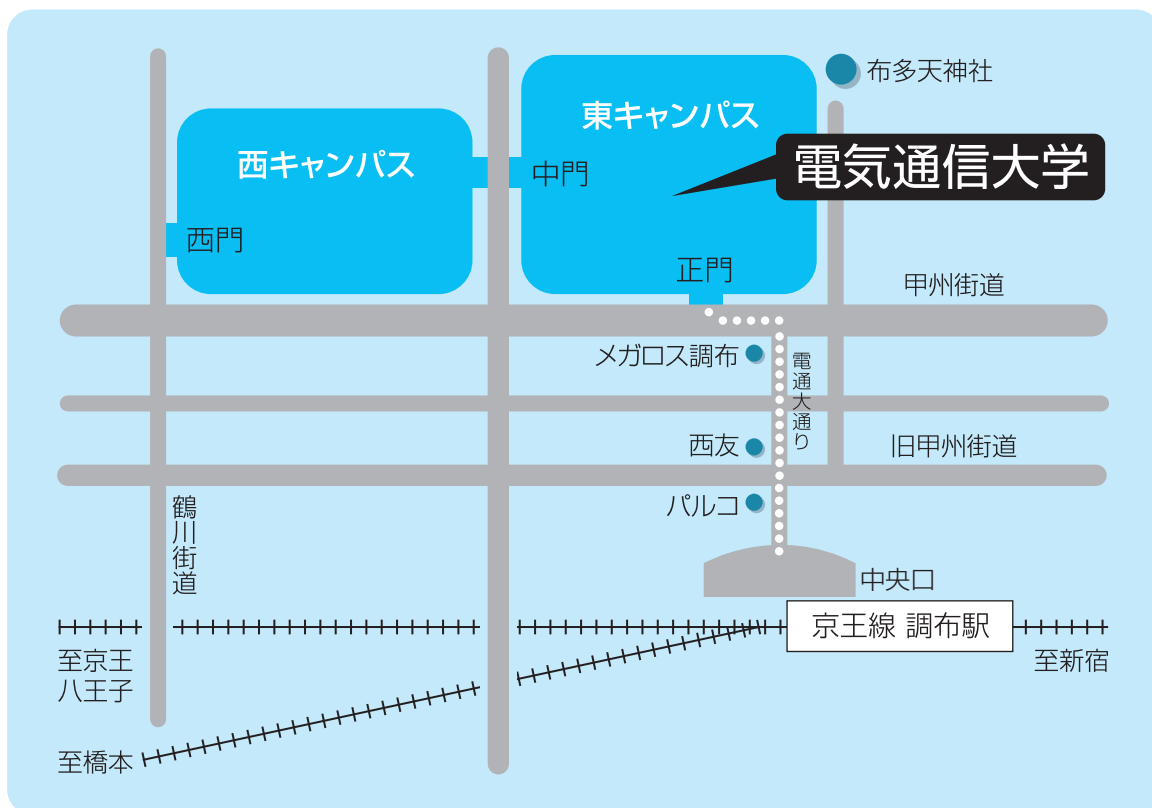 布多天神社
東キャンパス
西キャンパス
電気通信大学
中門
西門
正門
甲州街道
メガロス調布
電通大通り
西友
旧甲州街道
パルコ
鶴川街道
中央口
京王線 調布駅
至京王
八王子
至新宿
至橋本